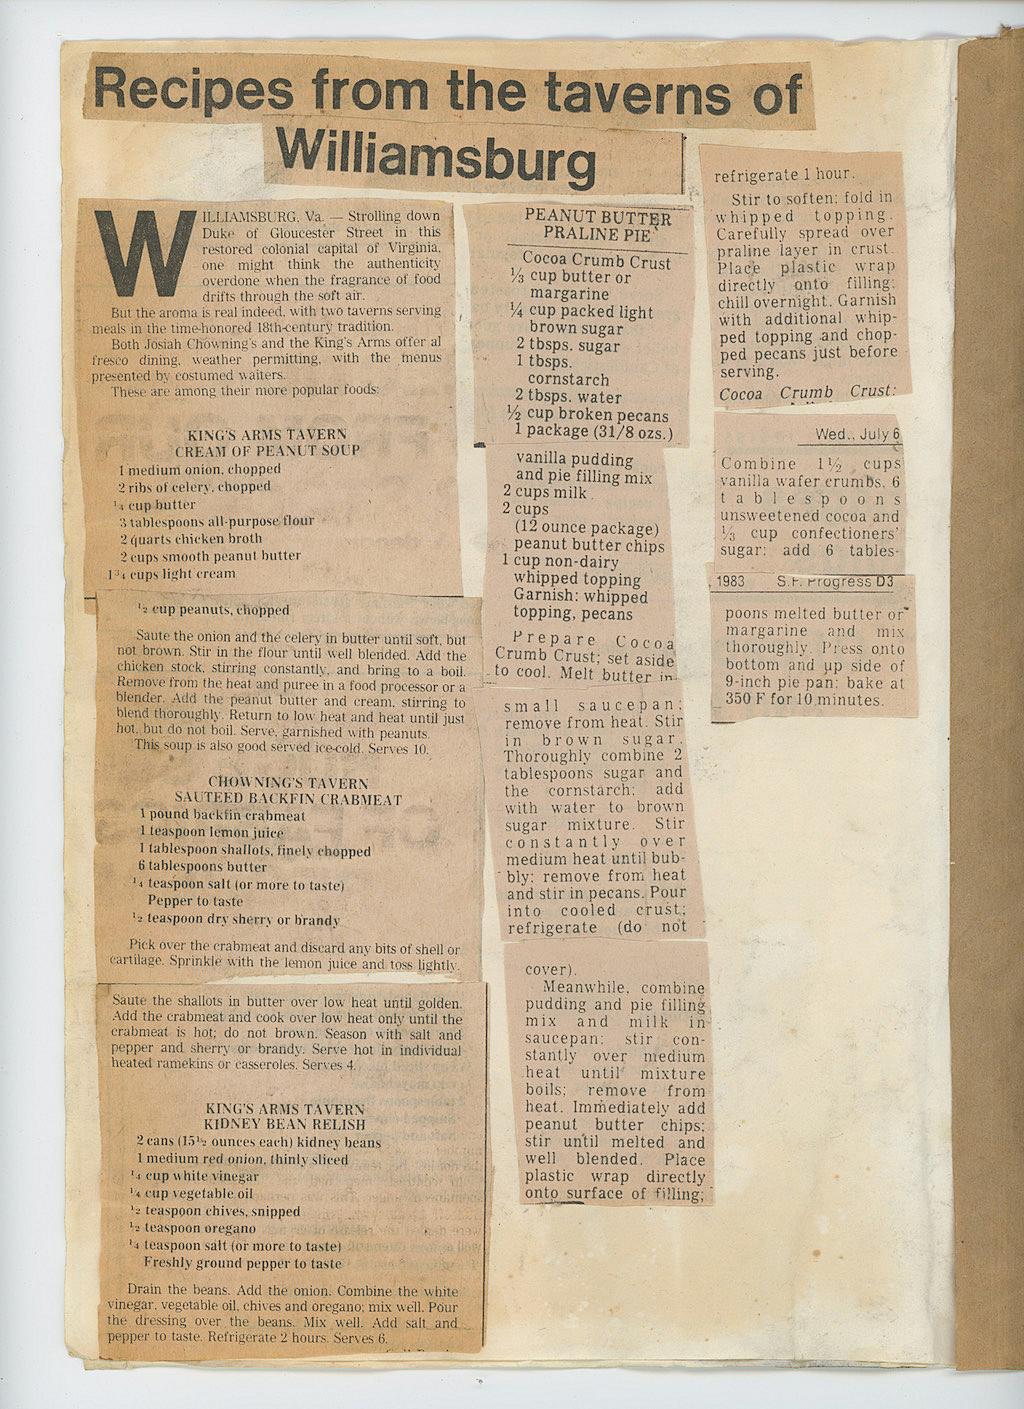 Recipes from the taverns of
Williamsburg
WILLIAMSBURG, Va. — Strolling down
Duke of Gloucester Street in this
restored colonial capital of Virginia,
one might think the authenticity
overdone when the fragrance of food
drifts through the soft air.
But the aroma is real indeed, with two taverns serving
meals in the time-honored 18th-century tradition.
Both Josiah Chowning's and the King's Arms offer al
fresco dining, weather permitting, with the menus
presented by costumed waiters.
These are among their more popular foods:
KING'S ARMS TAVERN
CREAM OF PEANUT SOUP
1 medium onion, chopped
2 ribs of celery, chopped
¼ cup butter
3 tablespoons all-purpose flour
2 quarts chicken broth
2 cups smooth peanut butter
1¾ cups light cream
½ cup peanuts, chopped
Saute the onion and the celery in butter until soft, but
not brown. Stir in the flour until well blended. Add the
chicken stock, stirring constantly, and bring to a boil.
Remove from the heat and puree in a food processor or a
blender. Add the peanut butter and cream, stirring to
blend thoroughly. Return to low heat and heat until just
hot, but do not boil. Serve, garnished with peanuts.
This soup is also good served ice-cold. Serves 10.
CHOWNING'S TAVERN
SAUTEED BACKFIN CRABMEAT
1 pound backfin crabmeat
1 teaspoon lemon juice
1 tablespoon shallots, finely chopped
6 tablespoons butter
¼ teaspoon salt (or more to taste)
Pepper to taste
½ teaspoon dry sherry or brandy
Pick over the crabmeat and discard any bits of shell or
cartilage. Sprinkle with the lemon juice and toss lightly.
Saute the shallots in butter over low heat until golden.
Add the crabmeat and cook over low heat only until the
crabmeat is hot; do not brown. Season with salt and
pepper and sherry or brandy. Serve hot in individual
heated ramekins or casseroles. Serves 4.
KING'S ARMS TAVERN
KIDNEY BEAN RELISH
2 cans (15½ ounces each) kidney beans
1 medium red onion, thinly sliced
¼ cup white vinegar
¼ cup vegetable oil
½ teaspoon chives, snipped
½ teaspoon oregano
¼ teaspoon salt (or more to taste)
Freshly ground pepper to taste
Drain the beans. Add the onion. Combine the white
vinegar, vegetable oil, chives and oregano; mix well. Pour
the dressing over the beans. Mix well. Add salt and
pepper to taste. Refrigerate 2 hours. Serves 6.
PEANUT BUTTER
PRALINE PIE
Cocoa Crumb Crust
⅓ cup butter or
margarine
¼ cup packed light
brown sugar
2 tbsps. sugar
1 tbsps.
cornstarch
2 tbsps. water
½ cup broken pecans
1 package (31/8 ozs.)
vanilla pudding
and pie filling mix
2 cups milk
2 cups
(12 ounce package)
peanut butter chips
1 cup non-dairy
whipped topping
Garnish: whipped
topping, pecans
Prepare Cocoa
Crumb Crust; set aside
to cool. Melt butter in
small saucepan;
remove from heat. Stir
in brown sugar.
Thoroughly combine 2
tablespoons sugar and
the cornstarch; add
with water to brown
sugar mixture. Stir
constantly over
medium heat until bub-
bly; remove from heat
and stir in pecans. Pour
into cooled crust;
refrigerate (do not
cover).
Meanwhile, combine
pudding and pie filling
mix and milk in
saucepan; stir con-
stantly over medium
heat until mixture
boils; remove from
heat. Immediately add
peanut butter chips;
stir until melted and
well blended. Place
plastic wrap directly
onto surface of filling;
refrigerate 1 hour.
Stir to soften; fold in
whipped topping.
Carefully spread over
praline layer in crust.
Place plastic wrap
directly onto filling;
chill overnight. Garnish
with additional whip-
ped topping and chop-
ped pecans just before
serving.
Cocoa Crumb Crust:
Wed., July 6
Combine 1½ cups
vanilla wafer crumbs, 6
tablespoons
unsweetened cocoa and
⅓ cup confectioners'
sugar; add 6 tables-
1983 S.F. Progress D3
poons melted butter or
margarine and mix
thoroughly. Press onto
bottom and up side of
9-inch pie pan; bake at
350 F for 10 minutes.